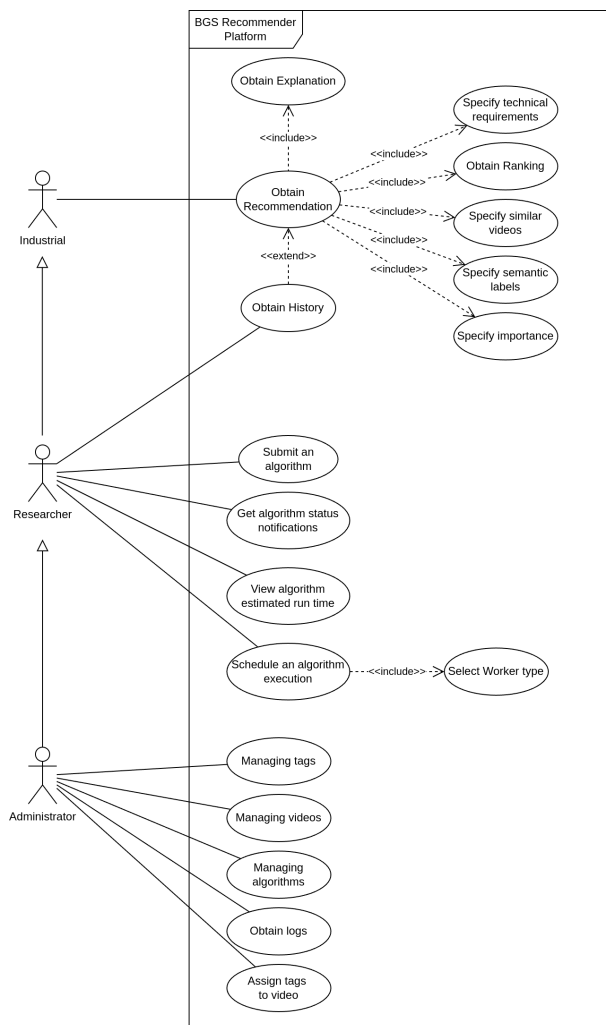 BGS Recommender
Platform
Obtain Explanation
<<include>>
Specify technical
requirements
<<include>>
Obtain Ranking
<<include>>
Obtain
Recommendation
<<include>>
Specify similar
videos
<<include>>
Specify semantic
labels
<<include>>
Specify importance
Industrial
<<extend>>
Obtain History
Researcher
Submit an
algorithm
Get algorithm status
notifications
View algorithm
estimated run time
Schedule an algorithm
execution
<<include>>
Select Worker type
Administrator
Managing tags
Managing videos
Managing
algorithms
Obtain logs
Assign tags
to video